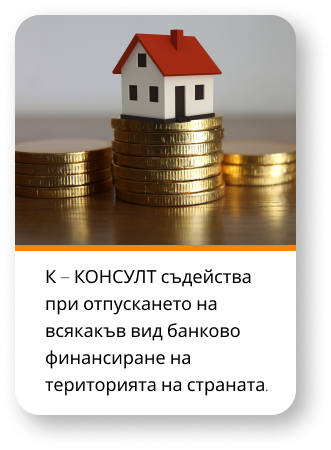 К – КОНСУЛТ съдейства
при отпускането на
всякакъв вид банково
финансиране на
територията на страната.